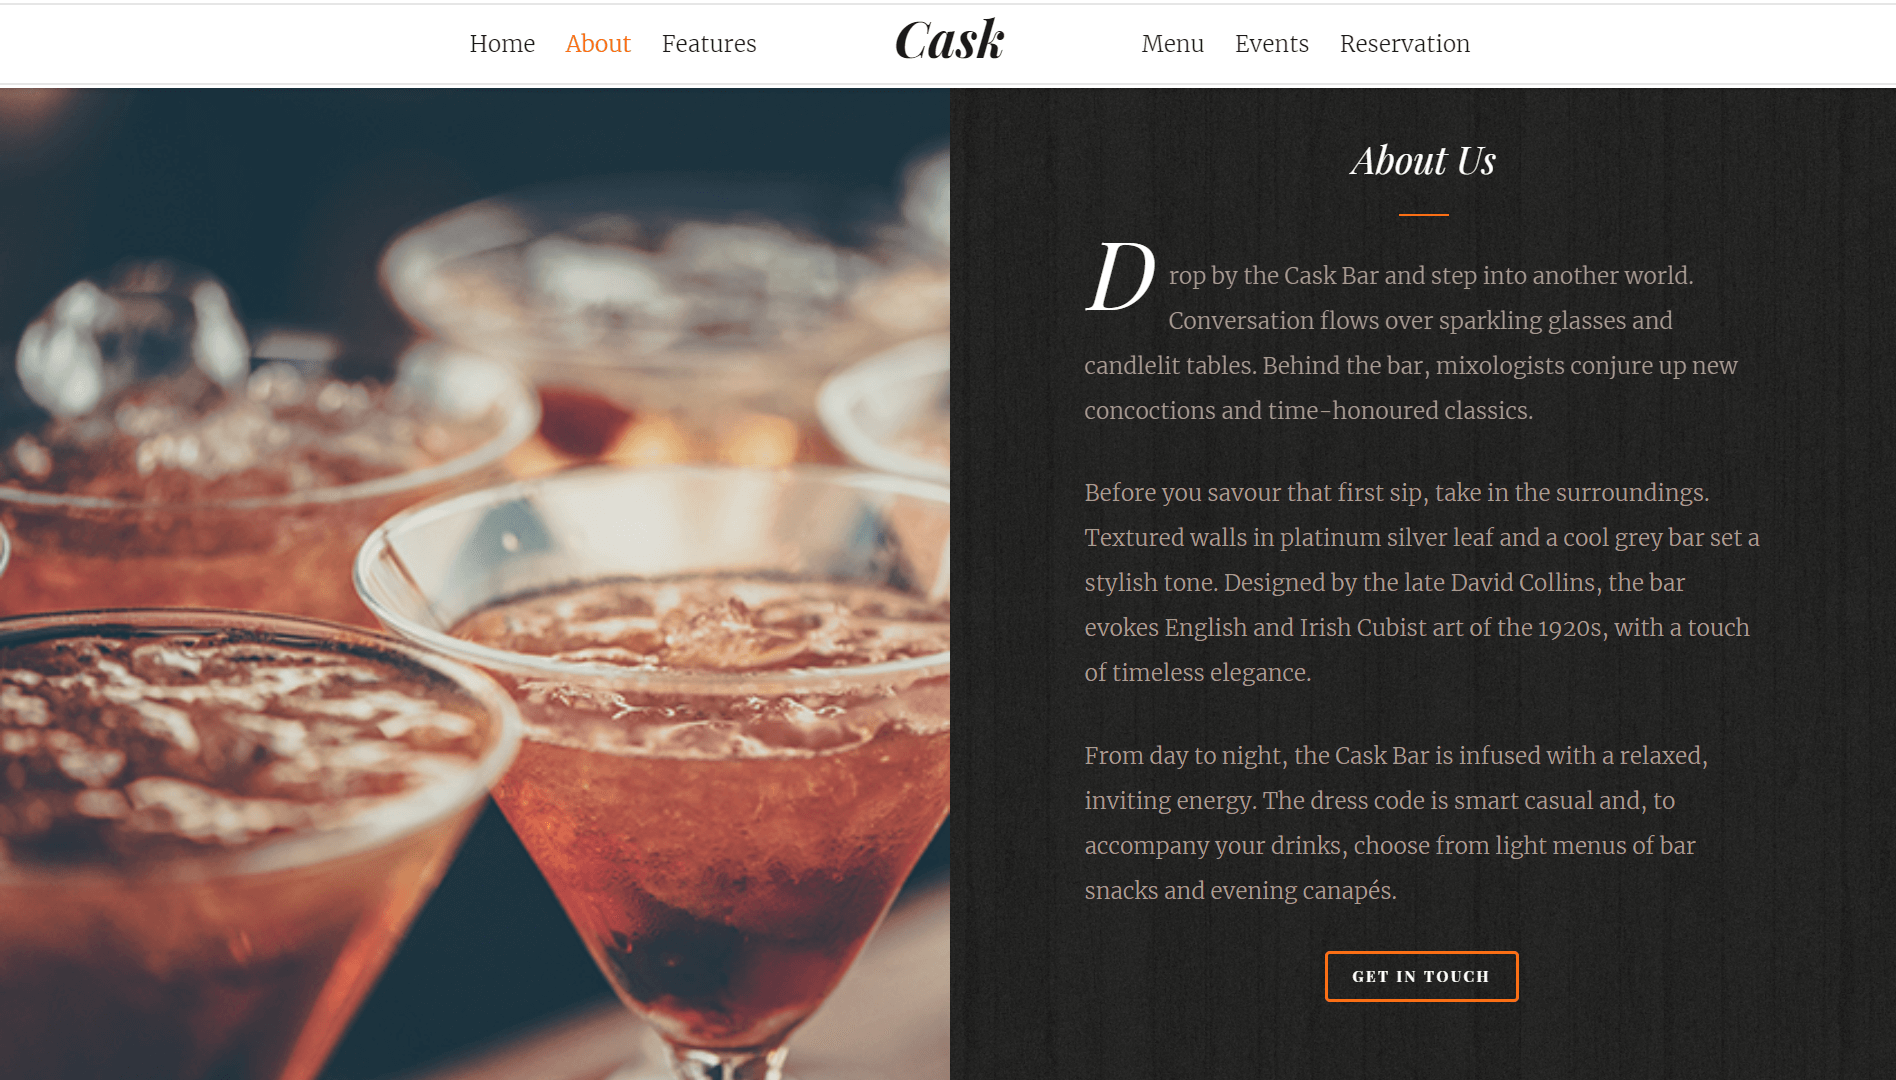 Home About Features Cask Menu Events Reservation
About Us
Drop by the Cask Bar and step into another world.
Conversation flows over sparkling glasses and
candlelit tables. Behind the bar, mixologists conjure up new
concoctions and time-honoured classics.
Before you savour that first sip, take in the surroundings.
Textured walls in platinum silver leaf and a cool grey bar set a
stylish tone. Designed by the late David Collins, the bar
evokes English and Irish Cubist art of the 1920s, with a touch
of timeless elegance.
From day to night, the Cask Bar is infused with a relaxed,
inviting energy. The dress code is smart casual and, to
accompany your drinks, choose from light menus of bar
snacks and evening canapés.
GET IN TOUCH